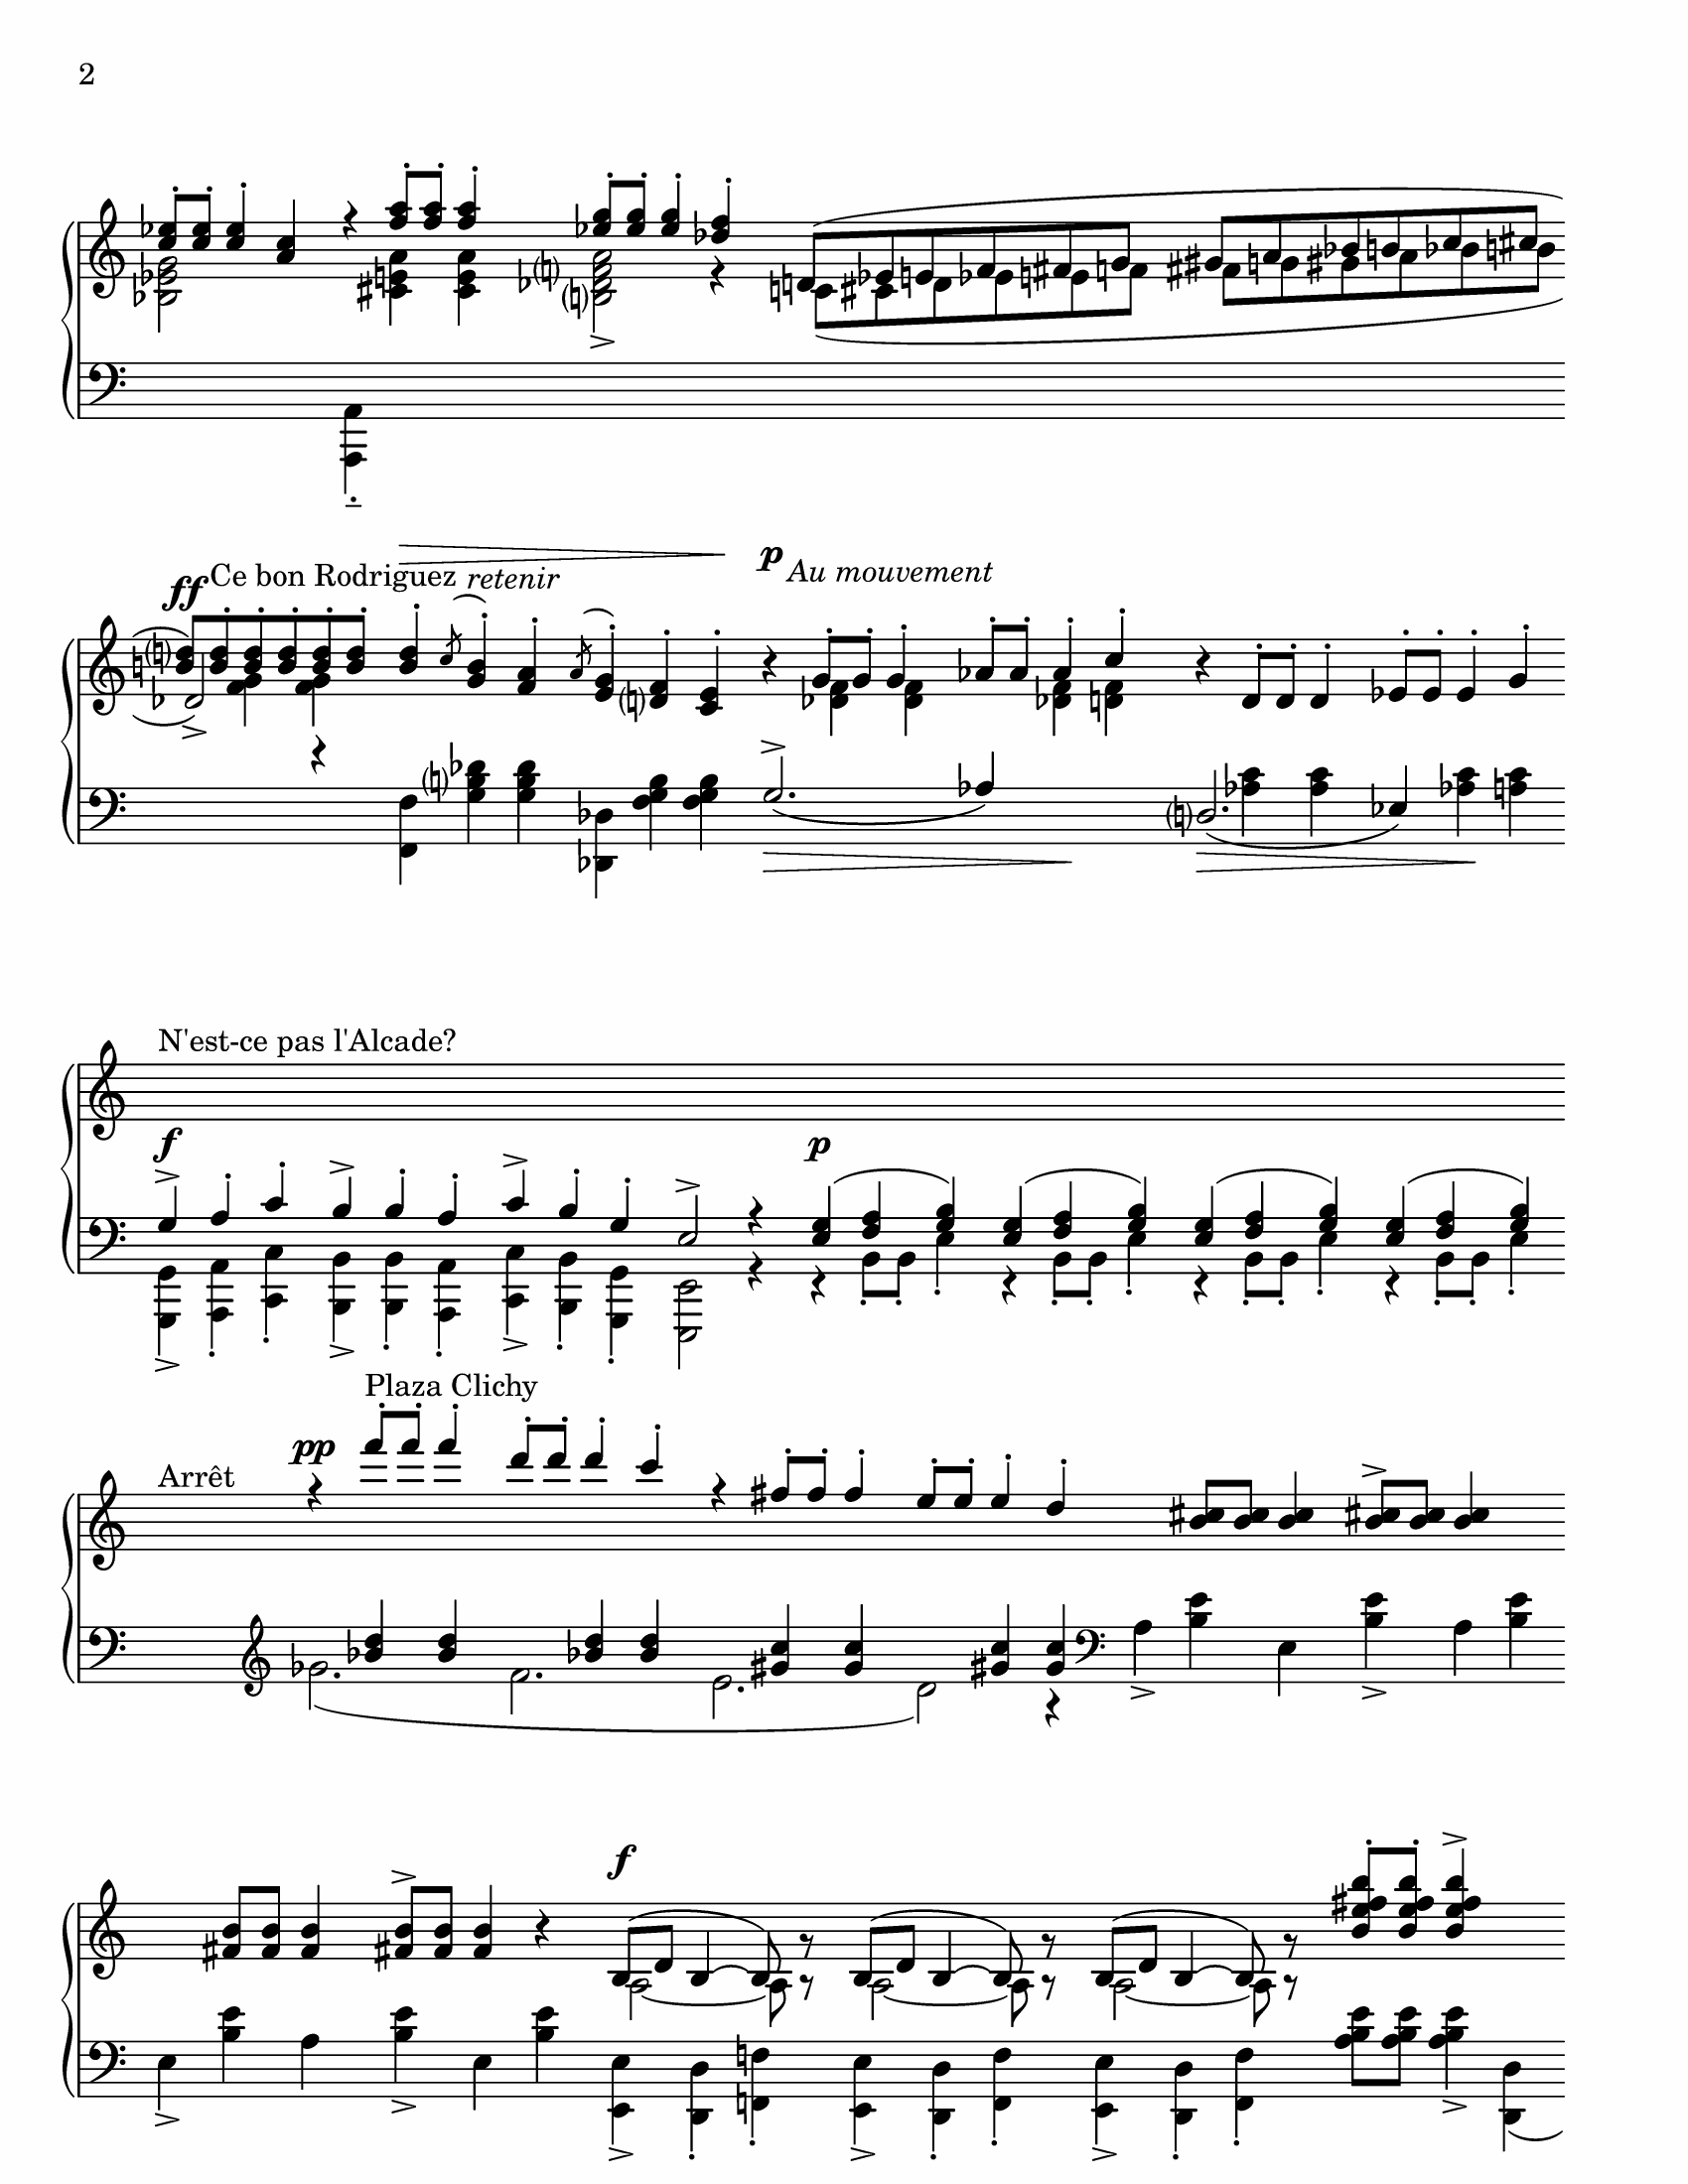 2
ff Ce bon Rodriguez retenir
p Au mouvement
N'est-ce pas l'Alcade?
f p
Plaza Clichy
pp
Arrêt
f